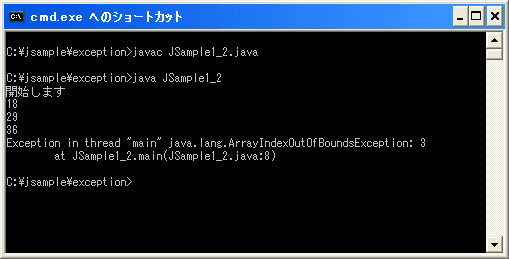 cmd.exe へのショートカット
C:¥jsample¥exception>javac JSample1_2.java
C:¥jsample¥exception>java JSample1_2
開始します
18
29
36
Exception in thread "main" java.lang.ArrayIndexOutOfBoundsException: 3
        at JSample1_2.main(JSample1_2.java:8)
C:¥jsample¥exception>